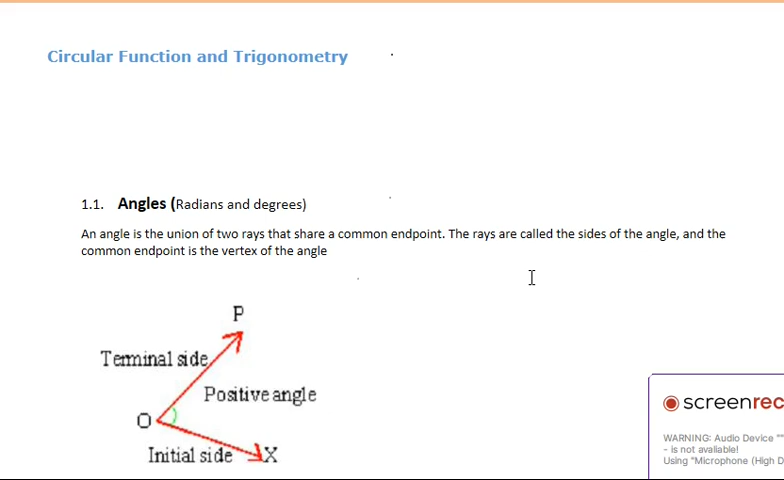 Circular Function and Trigonometry
1.1. Angles (Radians and degrees)
An angle is the union of two rays that share a common endpoint. The rays are called the sides of the angle, and the
common endpoint is the vertex of the angle
P
Terminal side
Positive angle
O
Initial side
X
screenrec
WARNING: Audio Device ""
- is not avaliable!
Using "Microphone (High D